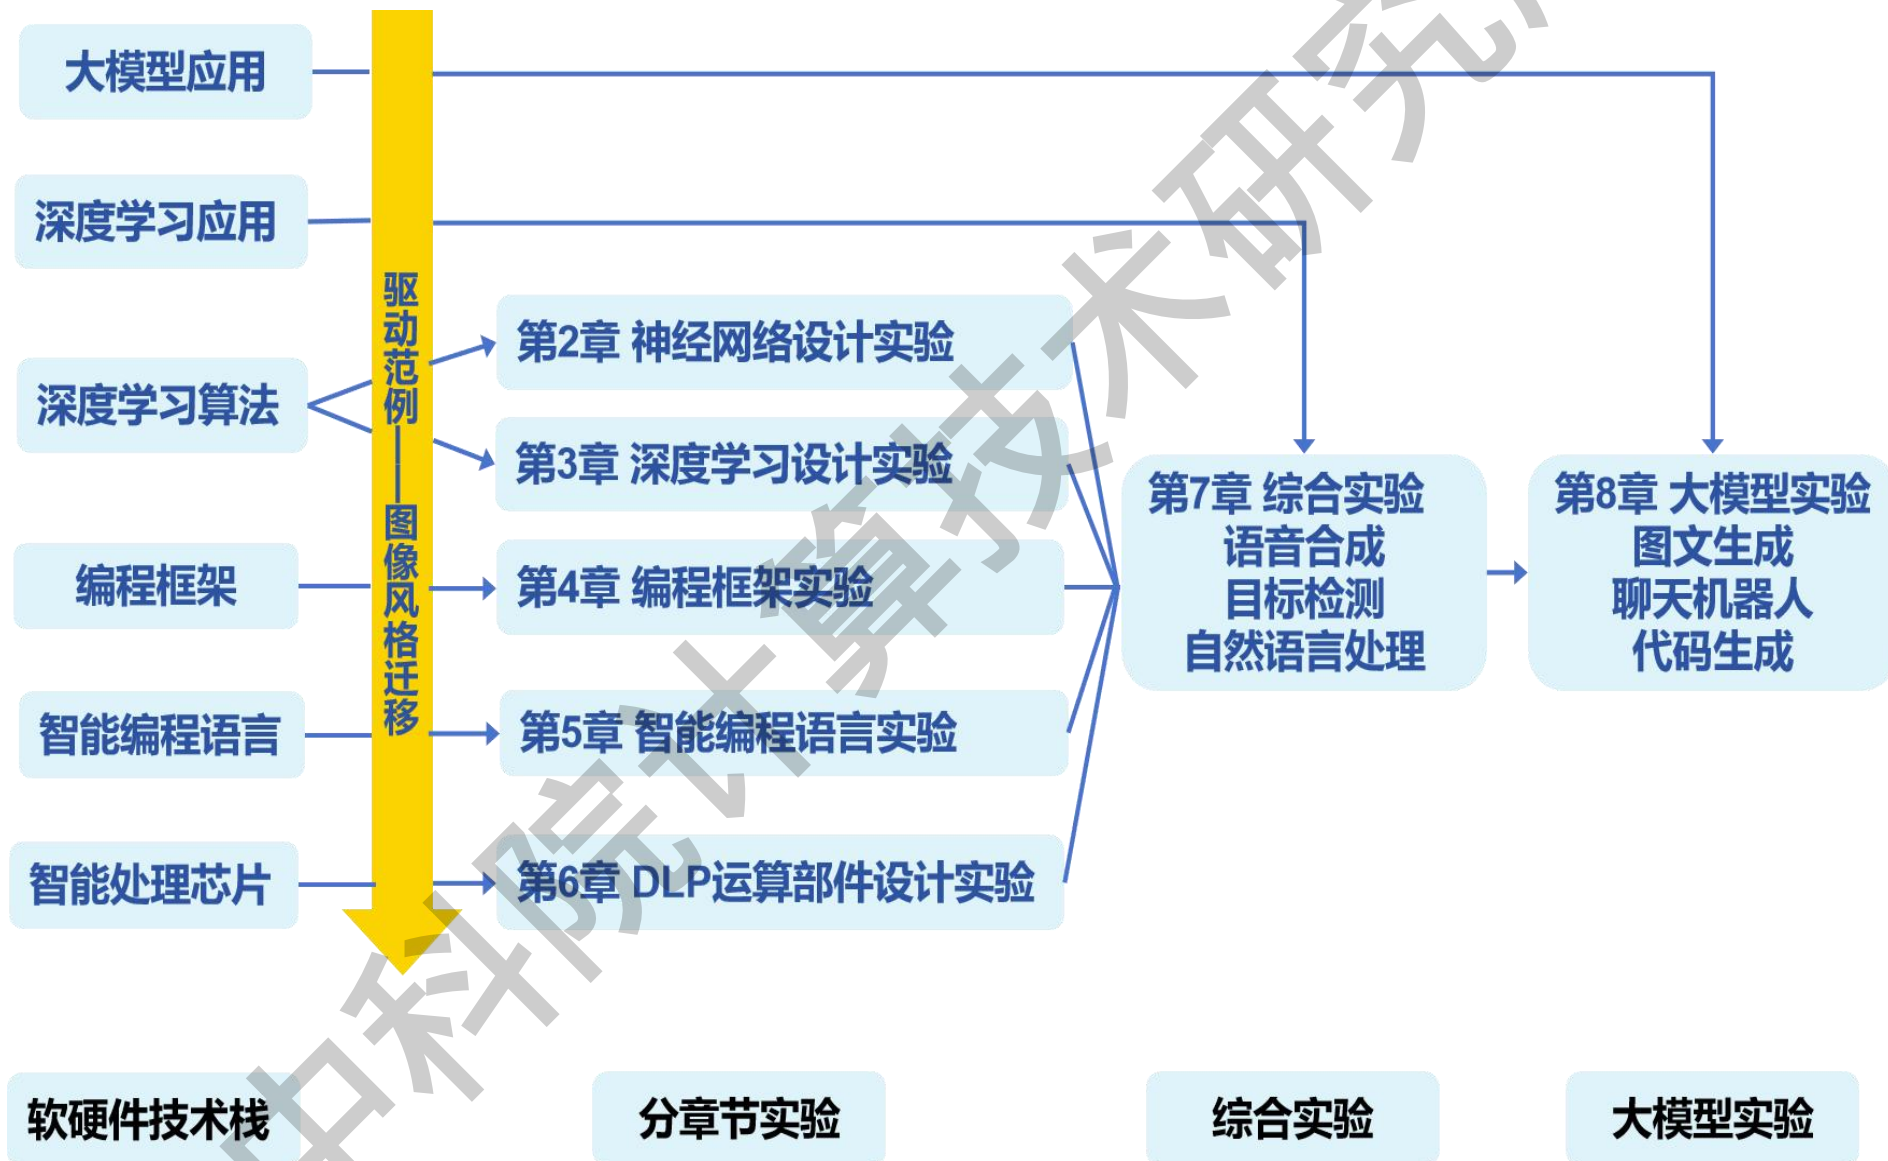 大模型应用
深度学习应用
深度学习算法
编程框架
智能编程语言
智能处理芯片
驱动范例——图像风格迁移
第2章 神经网络设计实验
第3章 深度学习设计实验
第4章 编程框架实验
第5章 智能编程语言实验
第6章 DLP运算部件设计实验
第7章 综合实验
语音合成
目标检测
自然语言处理
第8章 大模型实验
图文生成
聊天机器人
代码生成
软硬件技术栈
分章节实验
综合实验
大模型实验
中科院计算技术研究